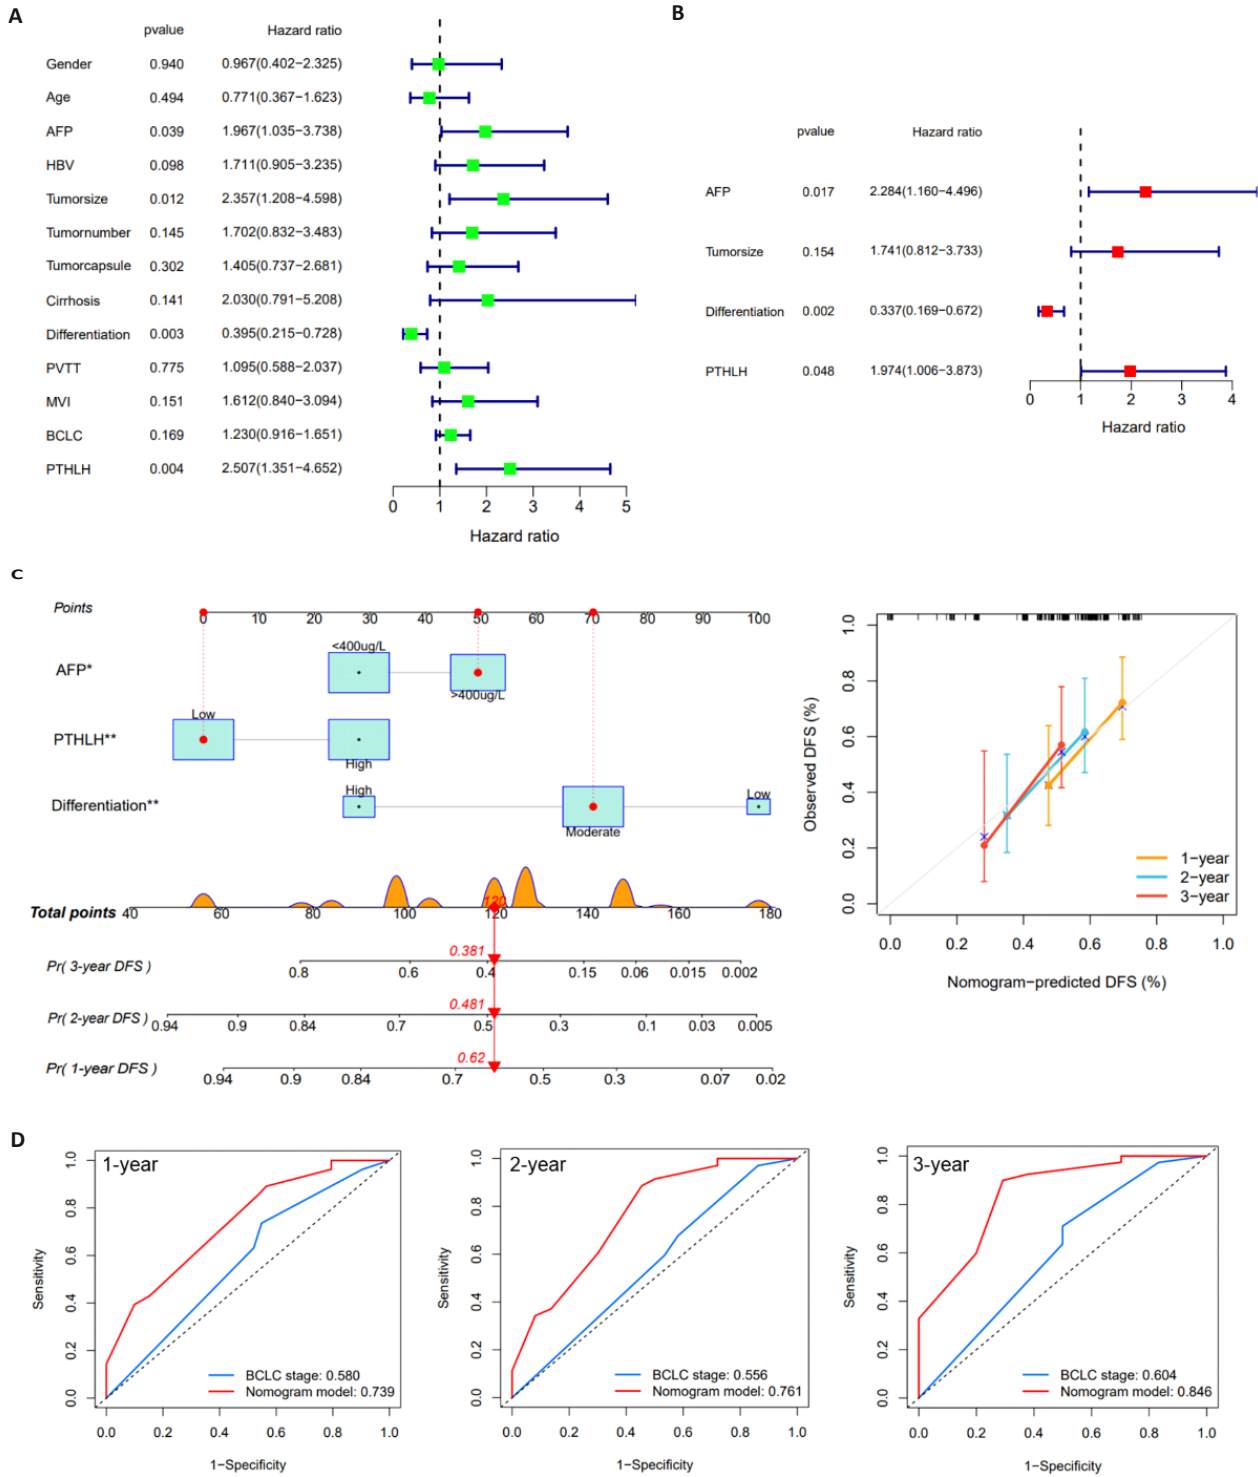 A
pvalue Hazard ratio
Gender 0.940 0.967(0.402−2.325)
Age 0.494 0.771(0.367−1.623)
AFP 0.039 1.967(1.035−3.738)
HBV 0.098 1.711(0.905−3.235)
Tumorsize 0.012 2.357(1.208−4.598)
Tumornumber 0.145 1.702(0.832−3.483)
Tumorcapsule 0.302 1.405(0.737−2.681)
Cirrhosis 0.141 2.030(0.791−5.208)
Differentiation 0.003 0.395(0.215−0.728)
PVTT 0.775 1.095(0.588−2.037)
MVI 0.151 1.612(0.840−3.094)
BCLC 0.169 1.230(0.916−1.651)
PTHLH 0.004 2.507(1.351−4.652)
0 1 2 3 4 5
Hazard ratio
B
pvalue Hazard ratio
AFP 0.017 2.284(1.160−4.496)
Tumorsize 0.154 1.741(0.812−3.733)
Differentiation 0.002 0.337(0.169−0.672)
PTHLH 0.048 1.974(1.006−3.873)
0 1 2 3 4
Hazard ratio
C
Points
0 10 20 30 40 50 60 70 80 90 100
<400ug/L
AFP*
>400ug/L
Low
PTHLH**
High
High Low
Differentiation**
Moderate
120
Total points 40 60 80 100 120 140 160 180
0.381
Pr( 3−year DFS )
0.8 0.6 0.4 0.15 0.06 0.015 0.002
0.481
Pr( 2−year DFS ) 0.94 0.9 0.84 0.7 0.5 0.3 0.1 0.03 0.005
0.62
Pr( 1−year DFS )
0.94 0.9 0.84 0.7 0.5 0.3 0.07 0.02
Observed DFS (%)
1.0
0.8
0.6
0.4
0.2
0.0
1−year
2−year
3−year
0.0 0.2 0.4 0.6 0.8 1.0
Nomogram−predicted DFS (%)
D
1-year
Sensitivity
1.0
0.8
0.6
0.4
0.2
0.0
BCLC stage: 0.580
Nomogram model: 0.739
0.0 0.2 0.4 0.6 0.8 1.0
1−Specificity
2-year
Sensitivity
1.0
0.8
0.6
0.4
0.2
0.0
BCLC stage: 0.556
Nomogram model: 0.761
0.0 0.2 0.4 0.6 0.8 1.0
1−Specificity
3-year
Sensitivity
1.0
0.8
0.6
0.4
0.2
0.0
BCLC stage: 0.604
Nomogram model: 0.846
0.0 0.2 0.4 0.6 0.8 1.0
1−Specificity